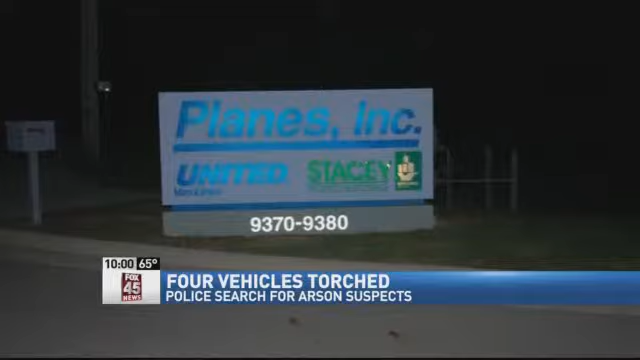 Planes, Inc.
UNITED
STACEY
9370-9380
10:00 65°
FOX
45
NEWS
FOUR VEHICLES TORCHED
POLICE SEARCH FOR ARSON SUSPECTS